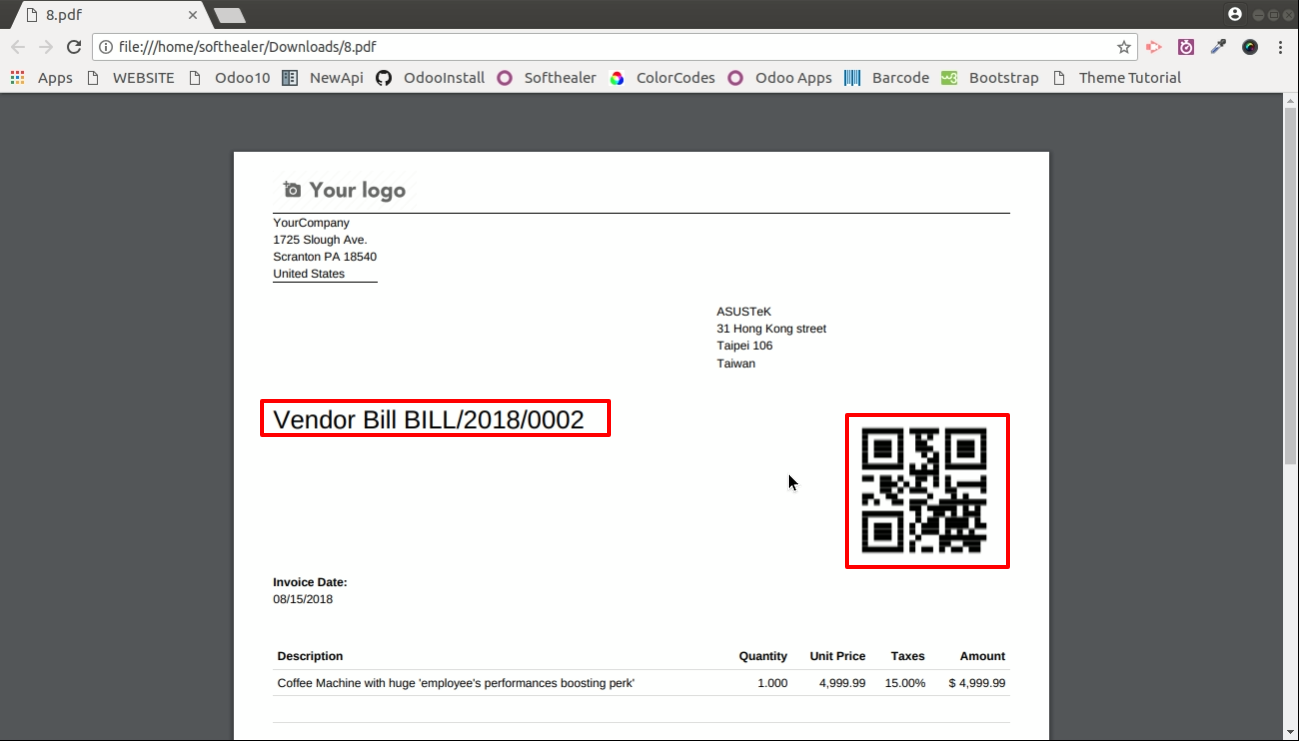 8.pdf
file:///home/softhealer/Downloads/8.pdf
Apps WEBSITE Odoo10 NewApi OdooInstall Softhealer ColorCodes Odoo Apps Barcode Bootstrap Theme Tutorial
Your logo
YourCompany
1725 Slough Ave.
Scranton PA 18540
United States
ASUSTeK
31 Hong Kong street
Taipei 106
Taiwan
Vendor Bill BILL/2018/0002
Invoice Date:
08/15/2018
Description Quantity Unit Price Taxes Amount
Coffee Machine with huge 'employee's performances boosting perk' 1.000 4,999.99 15.00% $ 4,999.99